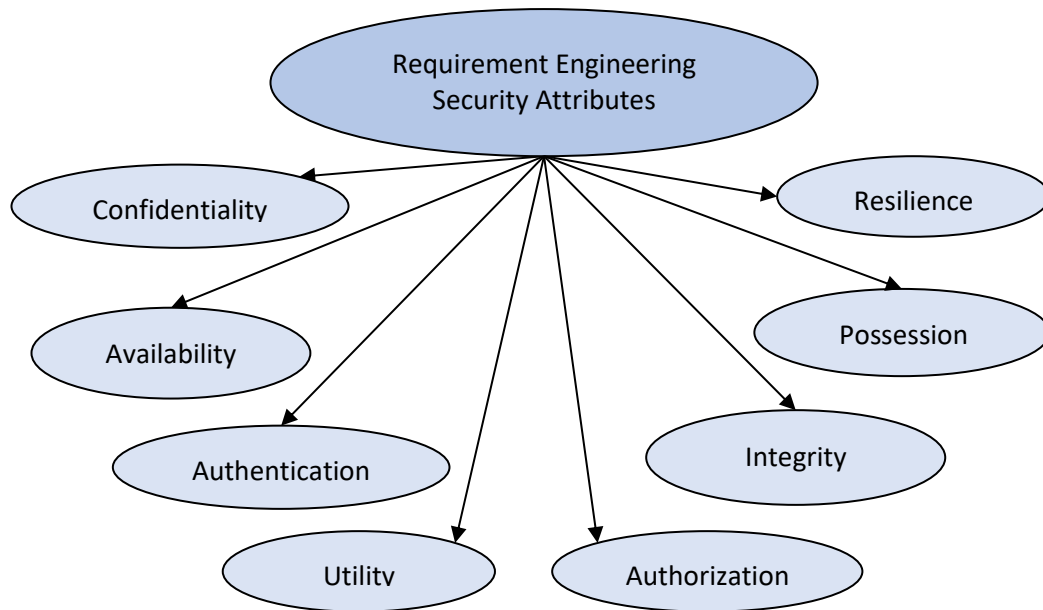 Requirement Engineering
Security Attributes
Confidentiality
Resilience
Availability
Possession
Authentication
Integrity
Utility
Authorization